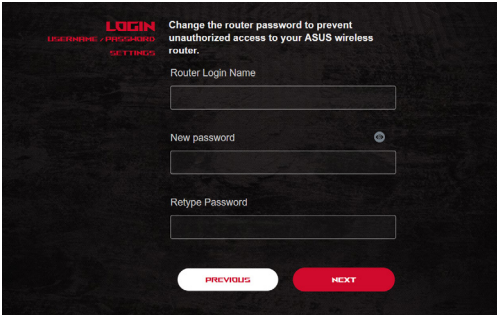 LOGIN
USERNAME / PASSWORD
SETTINGS
Change the router password to prevent
unauthorized access to your ASUS wireless
router.
Router Login Name
New password
Retype Password
PREVIOUS
NEXT